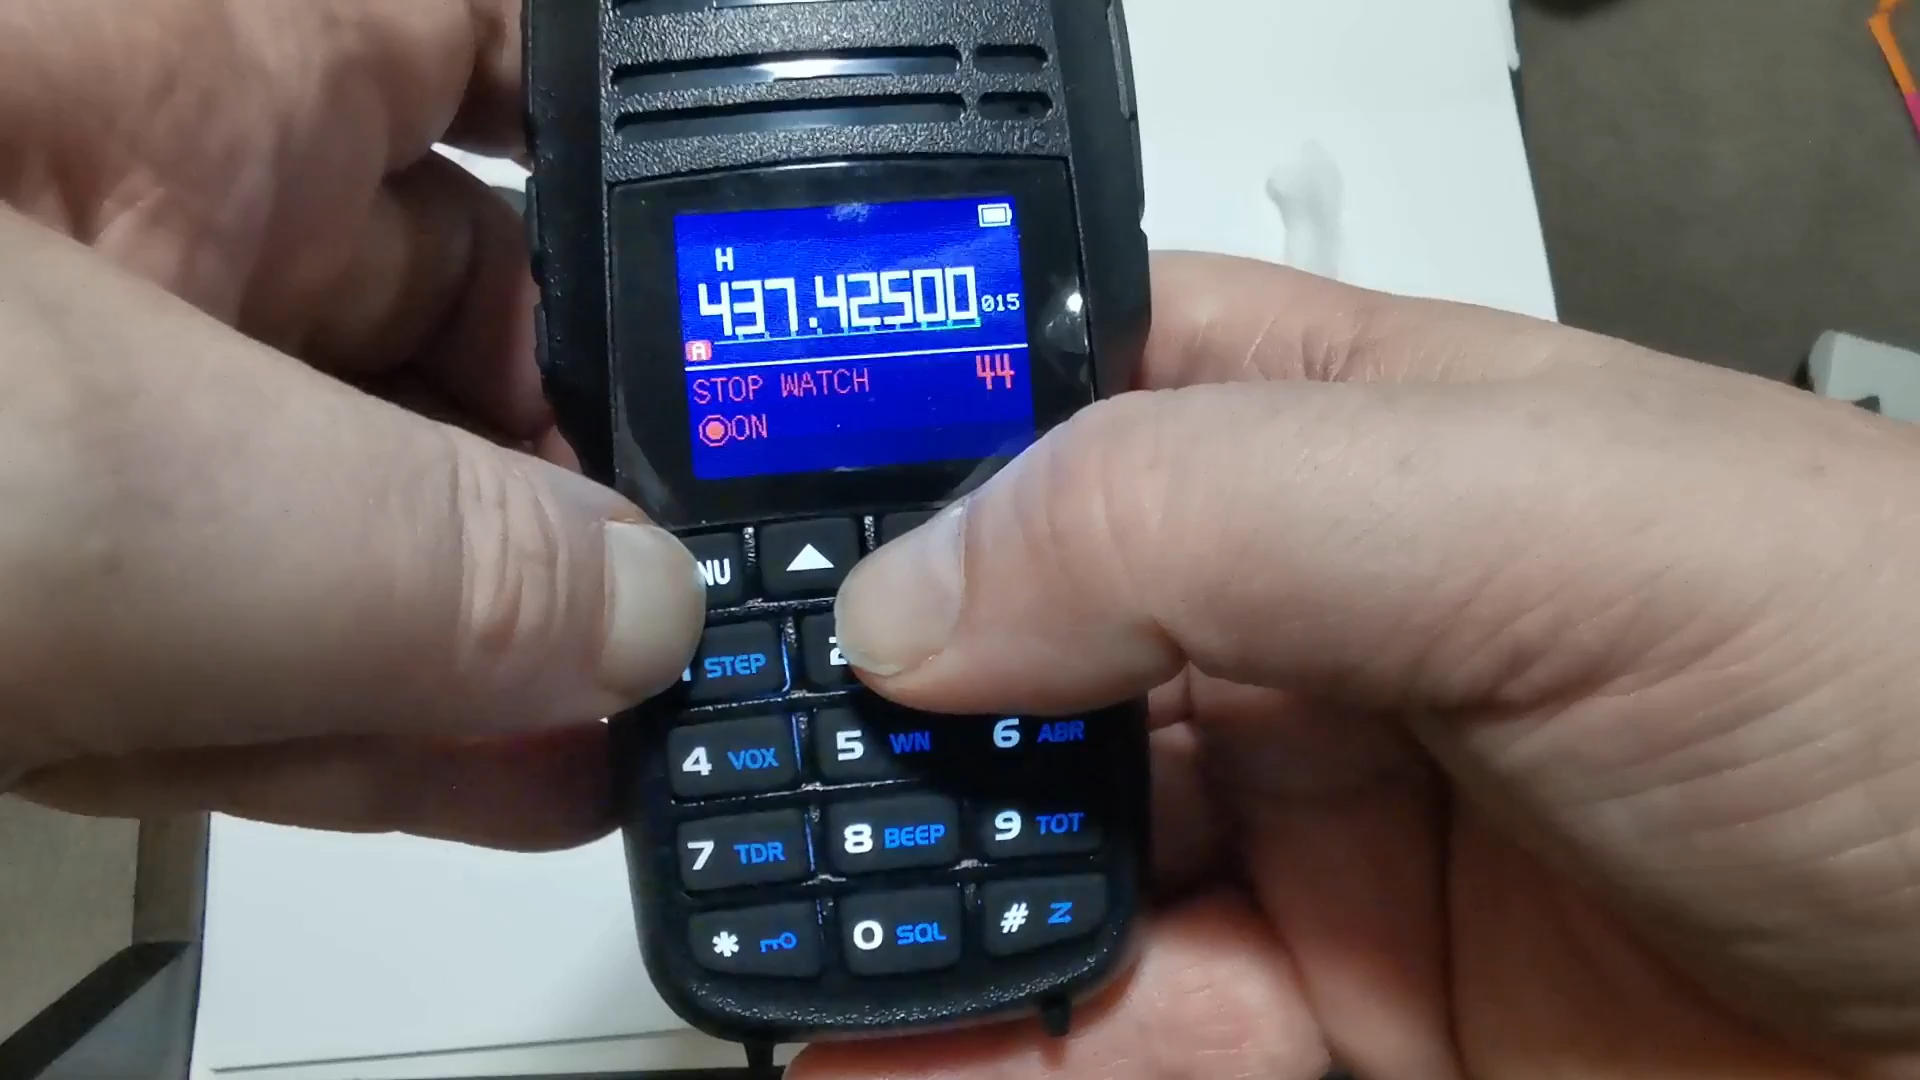 H
437.42500 015
A
STOP WATCH 44
ON
NU
STEP
4 VOX 5 WN 6 ABR
7 TDR 8 BEEP 9 TOT
* 0 SQL # Z